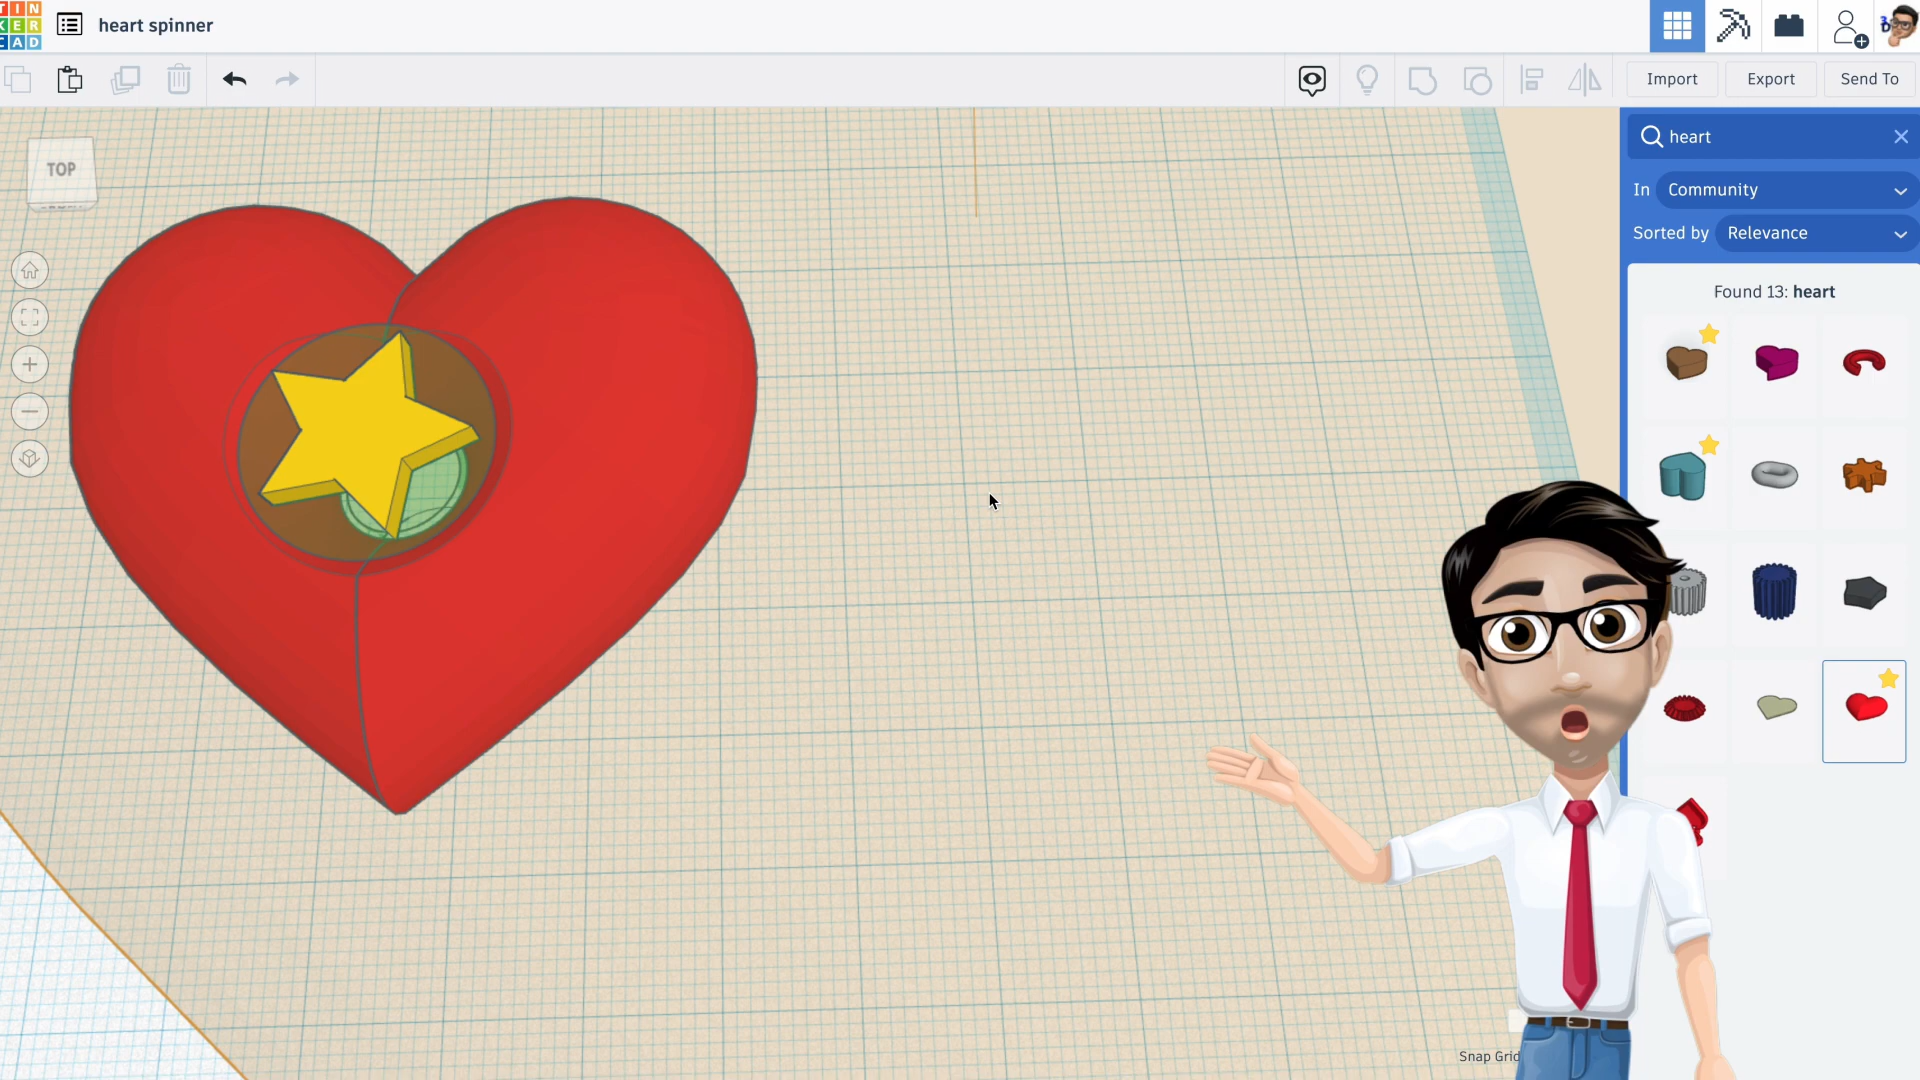 TIN
KER
CAD
heart spinner
Import
Export
Send To
TOP
heart
In Community
Sorted by Relevance
Found 13: heart
Snap Grid